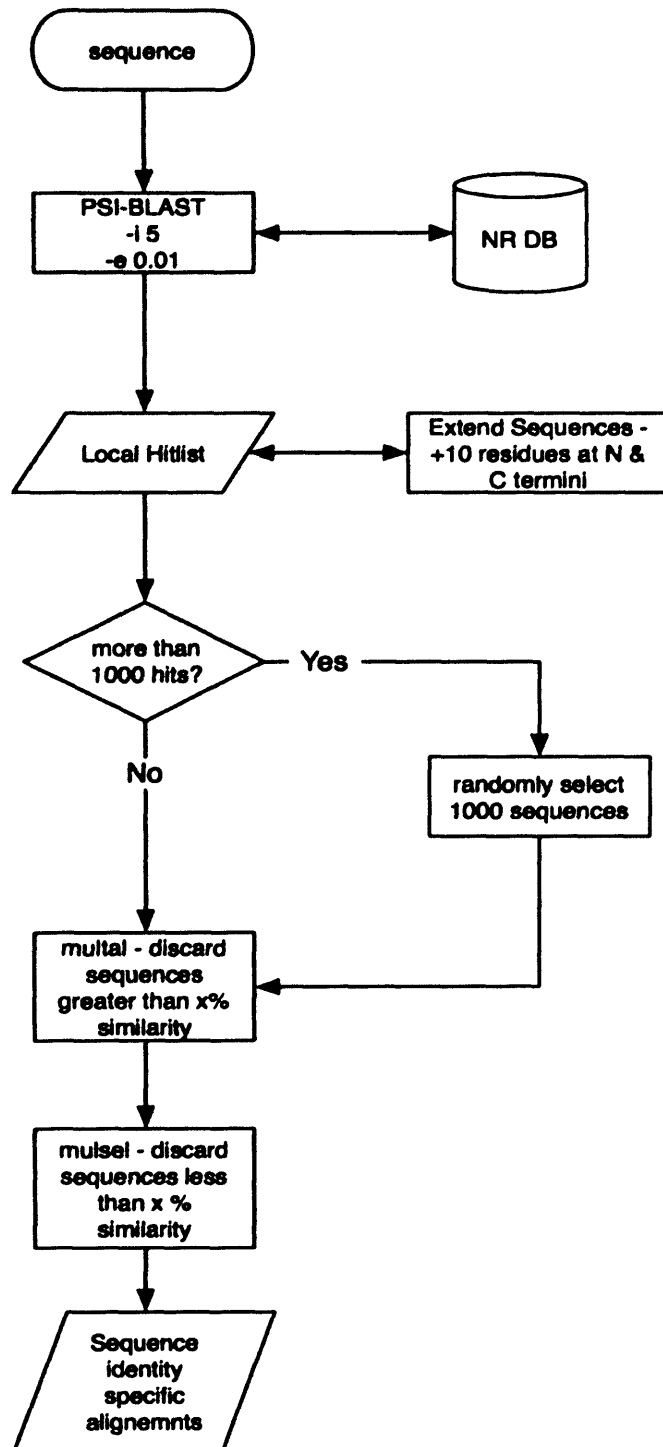 sequence
PSI-BLAST
-i 5
-e 0.01
NR DB
Local Hitlist
Extend Sequences -
+10 residues at N &
C termini
more than
1000 hits?
Yes
No
randomly select
1000 sequences
multal - discard
sequences
greater than x%
similarity
mulsel - discard
sequences less
than x %
similarity
Sequence
identity
specific
alignemnts